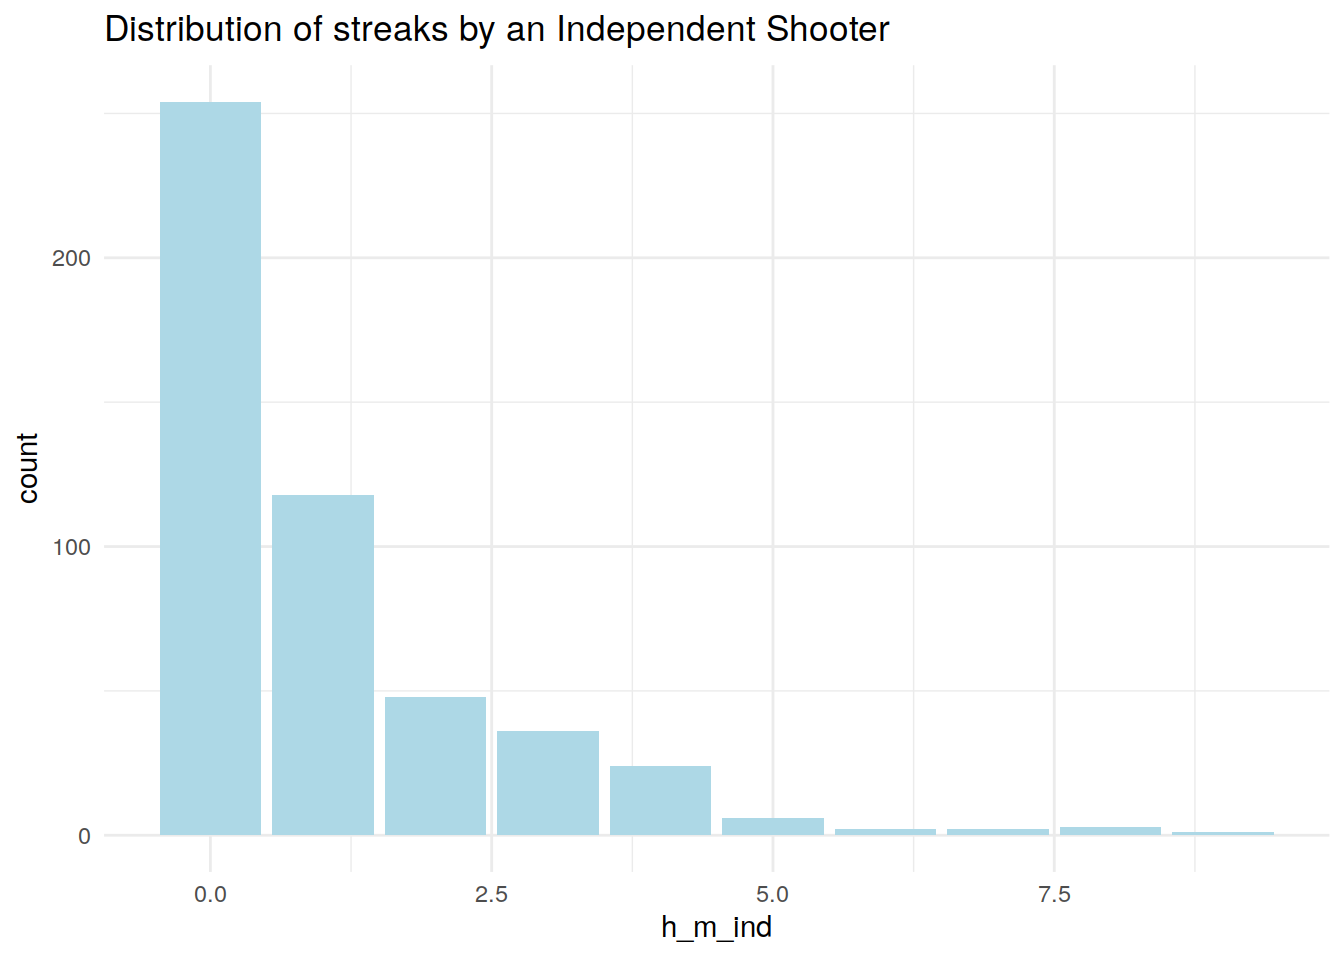 Distribution of streaks by an Independent Shooter
count
200
100
0
0.0 2.5 5.0 7.5
h_m_ind